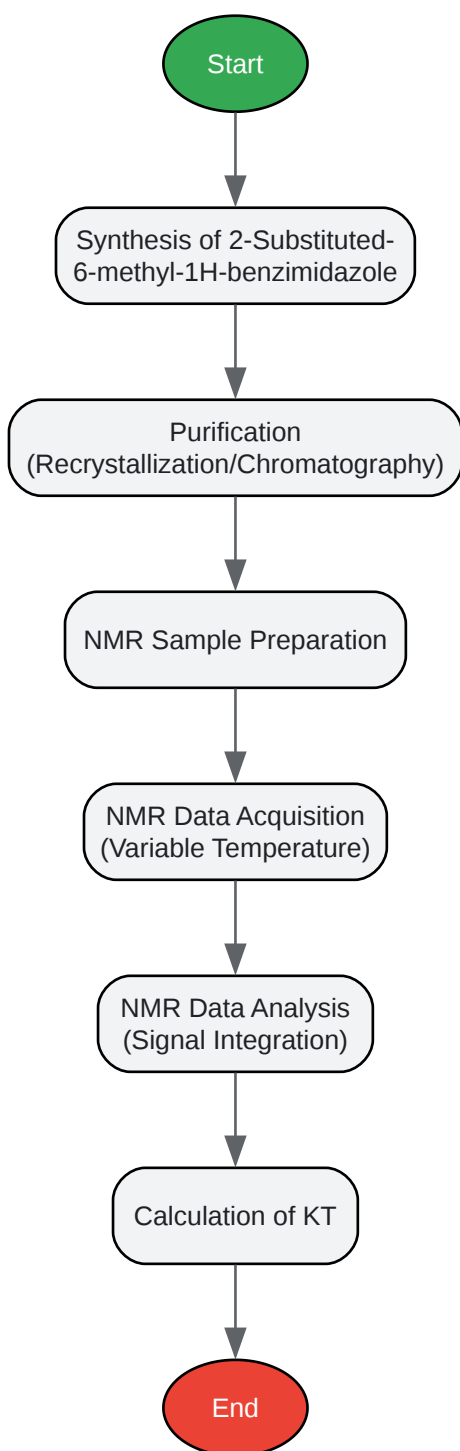 Start
Synthesis of 2-Substituted-
6-methyl-1H-benzimidazole
Purification
(Recrystallization/Chromatography)
NMR Sample Preparation
NMR Data Acquisition
(Variable Temperature)
NMR Data Analysis
(Signal Integration)
Calculation of KT
End